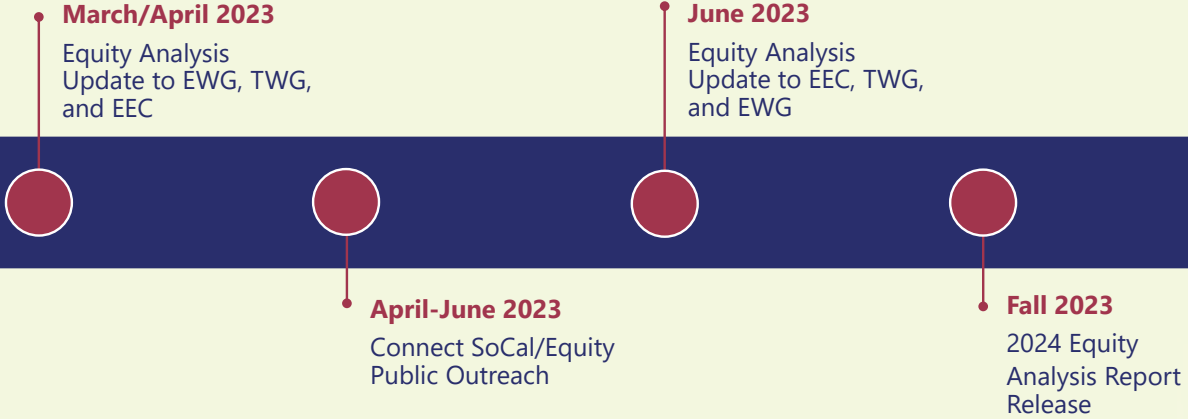 March/April 2023
Equity Analysis
Update to EWG, TWG,
and EEC
April-June 2023
Connect SoCal/Equity
Public Outreach
June 2023
Equity Analysis
Update to EEC, TWG,
and EWG
Fall 2023
2024 Equity
Analysis Report
Release